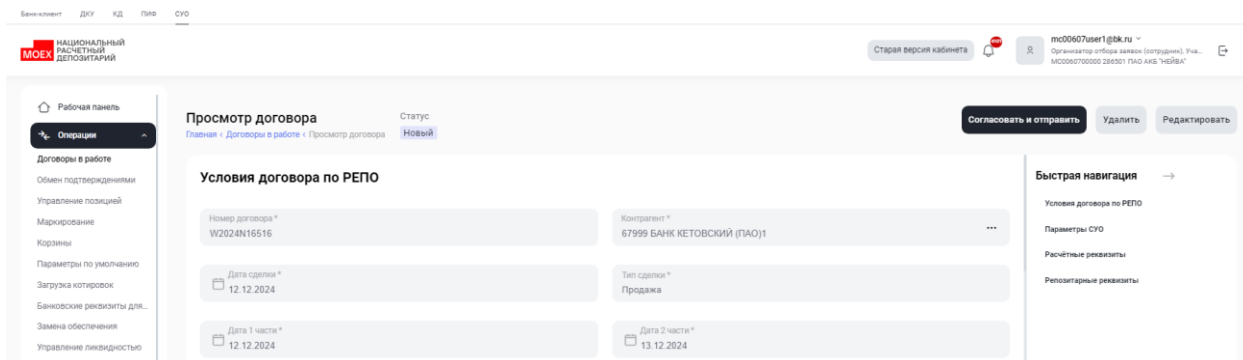 Банк-клиент ДКУ КД ПИФ СУО
MOEX НАЦИОНАЛЬНЫЙ РАСЧЕТНЫЙ ДЕПОЗИТАРИЙ
Старая версия кабинета
mc00607user1@bk.ru
Организатор отбора заявок (сотрудник), Уча...
MC0060700000 286501 ПАО АКБ "НЕЙВА"
Рабочая панель
Операции
Договоры в работе
Обмен подтверждениями
Управление позицией
Маркирование
Корзины
Параметры по умолчанию
Загрузка котировок
Банковские реквизиты для...
Замена обеспечения
Управление ликвидностью
Просмотр договора
Статус
Главная ‹ Договоры в работе ‹ Просмотр договора
Новый
Согласовать и отправить
Удалить
Редактировать
Условия договора по РЕПО
Номер договора *
W2024N16516
Контрагент *
67999 БАНК КЕТОВСКИЙ (ПАО)1
...
Дата сделки *
12.12.2024
Тип сделки *
Продажа
Дата 1 части *
12.12.2024
Дата 2 части *
13.12.2024
Быстрая навигация →
Условия договора по РЕПО
Параметры СУО
Расчётные реквизиты
Репозитарные реквизиты